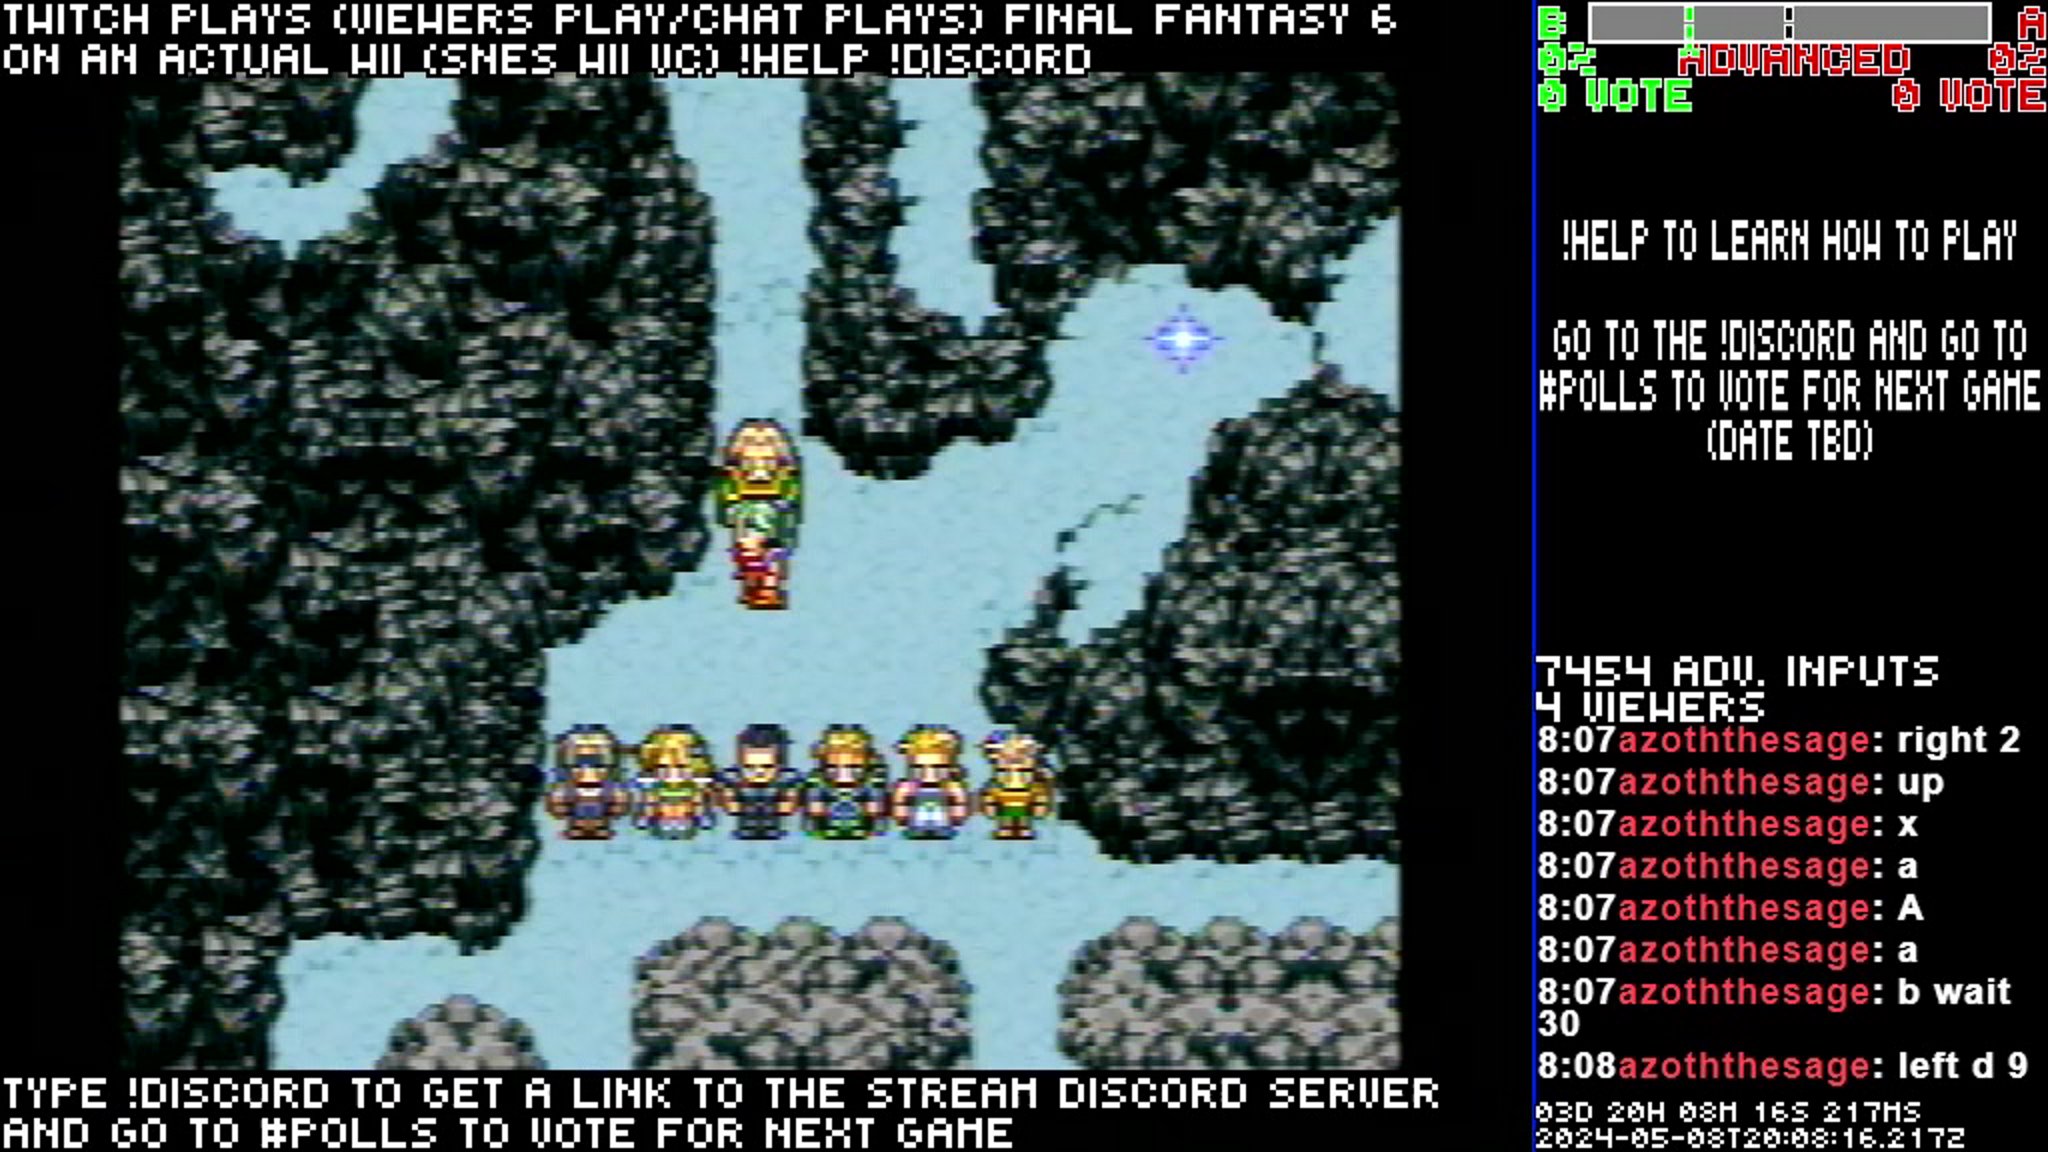 TWITCH PLAYS (VIEWERS PLAY/CHAT PLAYS) FINAL FANTASY 6
ON AN ACTUAL WII (SNES WII VC) !HELP !DISCORD
B A
0% ADVANCED 0%
0 VOTE 0 VOTE
!HELP TO LEARN HOW TO PLAY
GO TO THE !DISCORD AND GO TO
#POLLS TO VOTE FOR NEXT GAME
(DATE TBD)
7454 ADV. INPUTS
4 VIEWERS
8:07azoththesage: right 2
8:07azoththesage: up
8:07azoththesage: x
8:07azoththesage: a
8:07azoththesage: A
8:07azoththesage: a
8:07azoththesage: b wait
30
8:08azoththesage: left d 9
03D 20H 08M 16S 217MS
2024-05-08T20:08:16.217Z
TYPE !DISCORD TO GET A LINK TO THE STREAM DISCORD SERVER
AND GO TO #POLLS TO VOTE FOR NEXT GAME